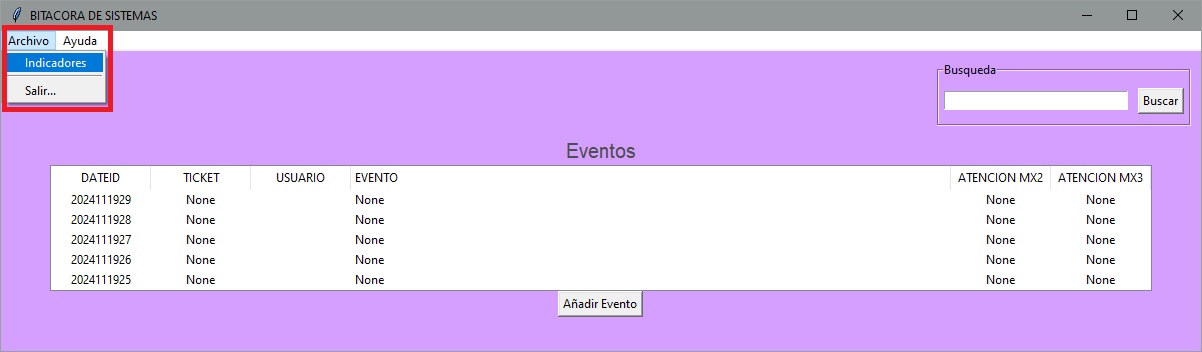 BITACORA DE SISTEMAS
Archivo Ayuda
Indicadores
Salir...
Busqueda
Buscar
Eventos
DATEID TICKET USUARIO EVENTO ATENCION MX2 ATENCION MX3
2024111929 None None None None
2024111928 None None None None
2024111927 None None None None
2024111926 None None None None
2024111925 None None None None
Añadir Evento